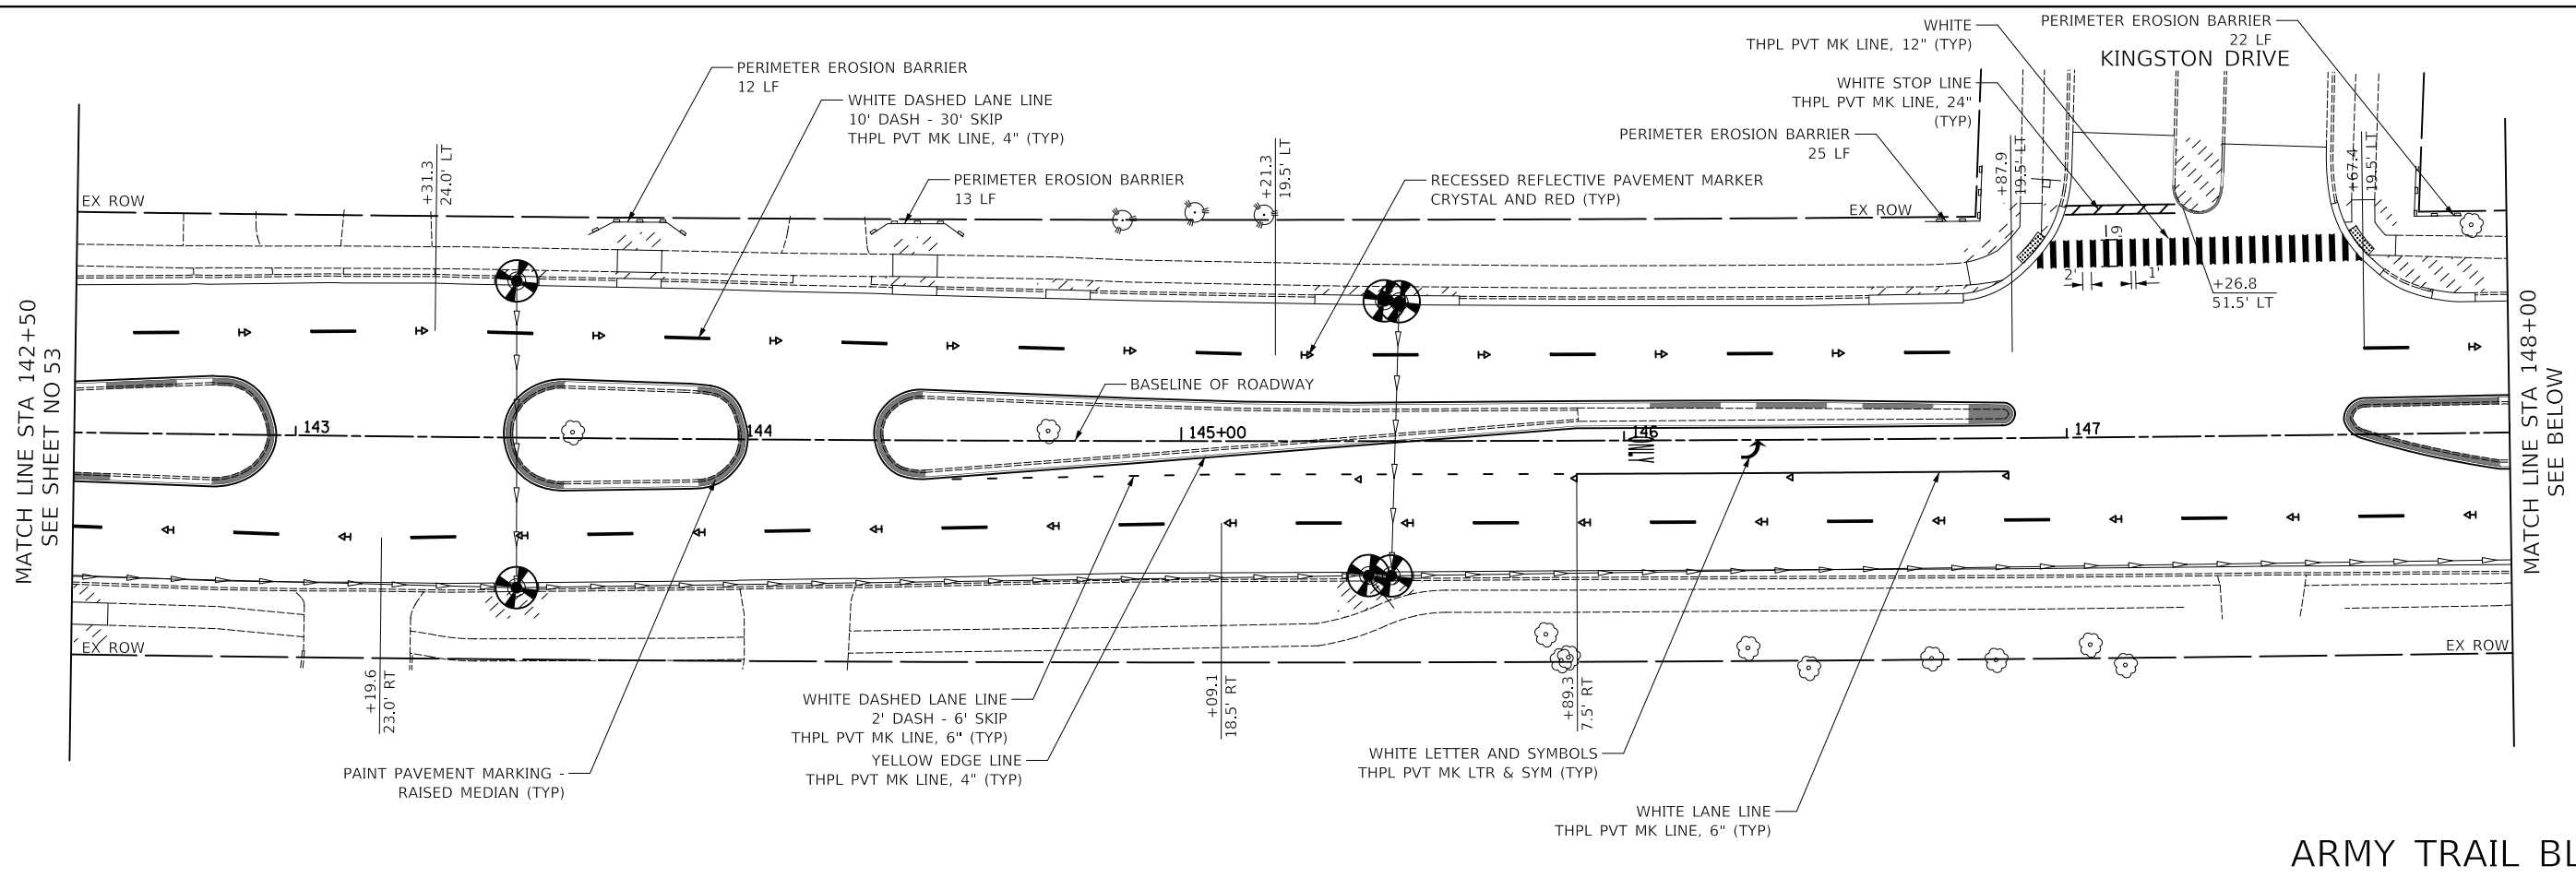 WHITE
THPL PVT MK LINE, 12" (TYP)
PERIMETER EROSION BARRIER
22 LF
KINGSTON DRIVE
PERIMETER EROSION BARRIER
12 LF
WHITE DASHED LANE LINE
10' DASH - 30' SKIP
THPL PVT MK LINE, 4" (TYP)
WHITE STOP LINE
THPL PVT MK LINE, 24"
(TYP)
PERIMETER EROSION BARRIER
25 LF
+31.3
24.0' LT
PERIMETER EROSION BARRIER
13 LF
+21.3
19.5' LT
RECESSED REFLECTIVE PAVEMENT MARKER
CRYSTAL AND RED (TYP)
+87.9
19.5' LT
+67.4
19.5' LT
EX ROW
EX ROW
6'
2'
1'
+26.8
51.5' LT
MATCH LINE STA 142+50
SEE SHEET NO 53
BASELINE OF ROADWAY
143
144
145+00
146
147
MATCH LINE STA 148+00
SEE BELOW
EX ROW
EX ROW
+19.6
23.0' RT
+09.1
18.5' RT
+89.3
7.5' RT
WHITE DASHED LANE LINE
2' DASH - 6' SKIP
THPL PVT MK LINE, 6" (TYP)
YELLOW EDGE LINE
THPL PVT MK LINE, 4" (TYP)
WHITE LETTER AND SYMBOLS
THPL PVT MK LTR & SYM (TYP)
PAINT PAVEMENT MARKING -
RAISED MEDIAN (TYP)
WHITE LANE LINE
THPL PVT MK LINE, 6" (TYP)
ARMY TRAIL